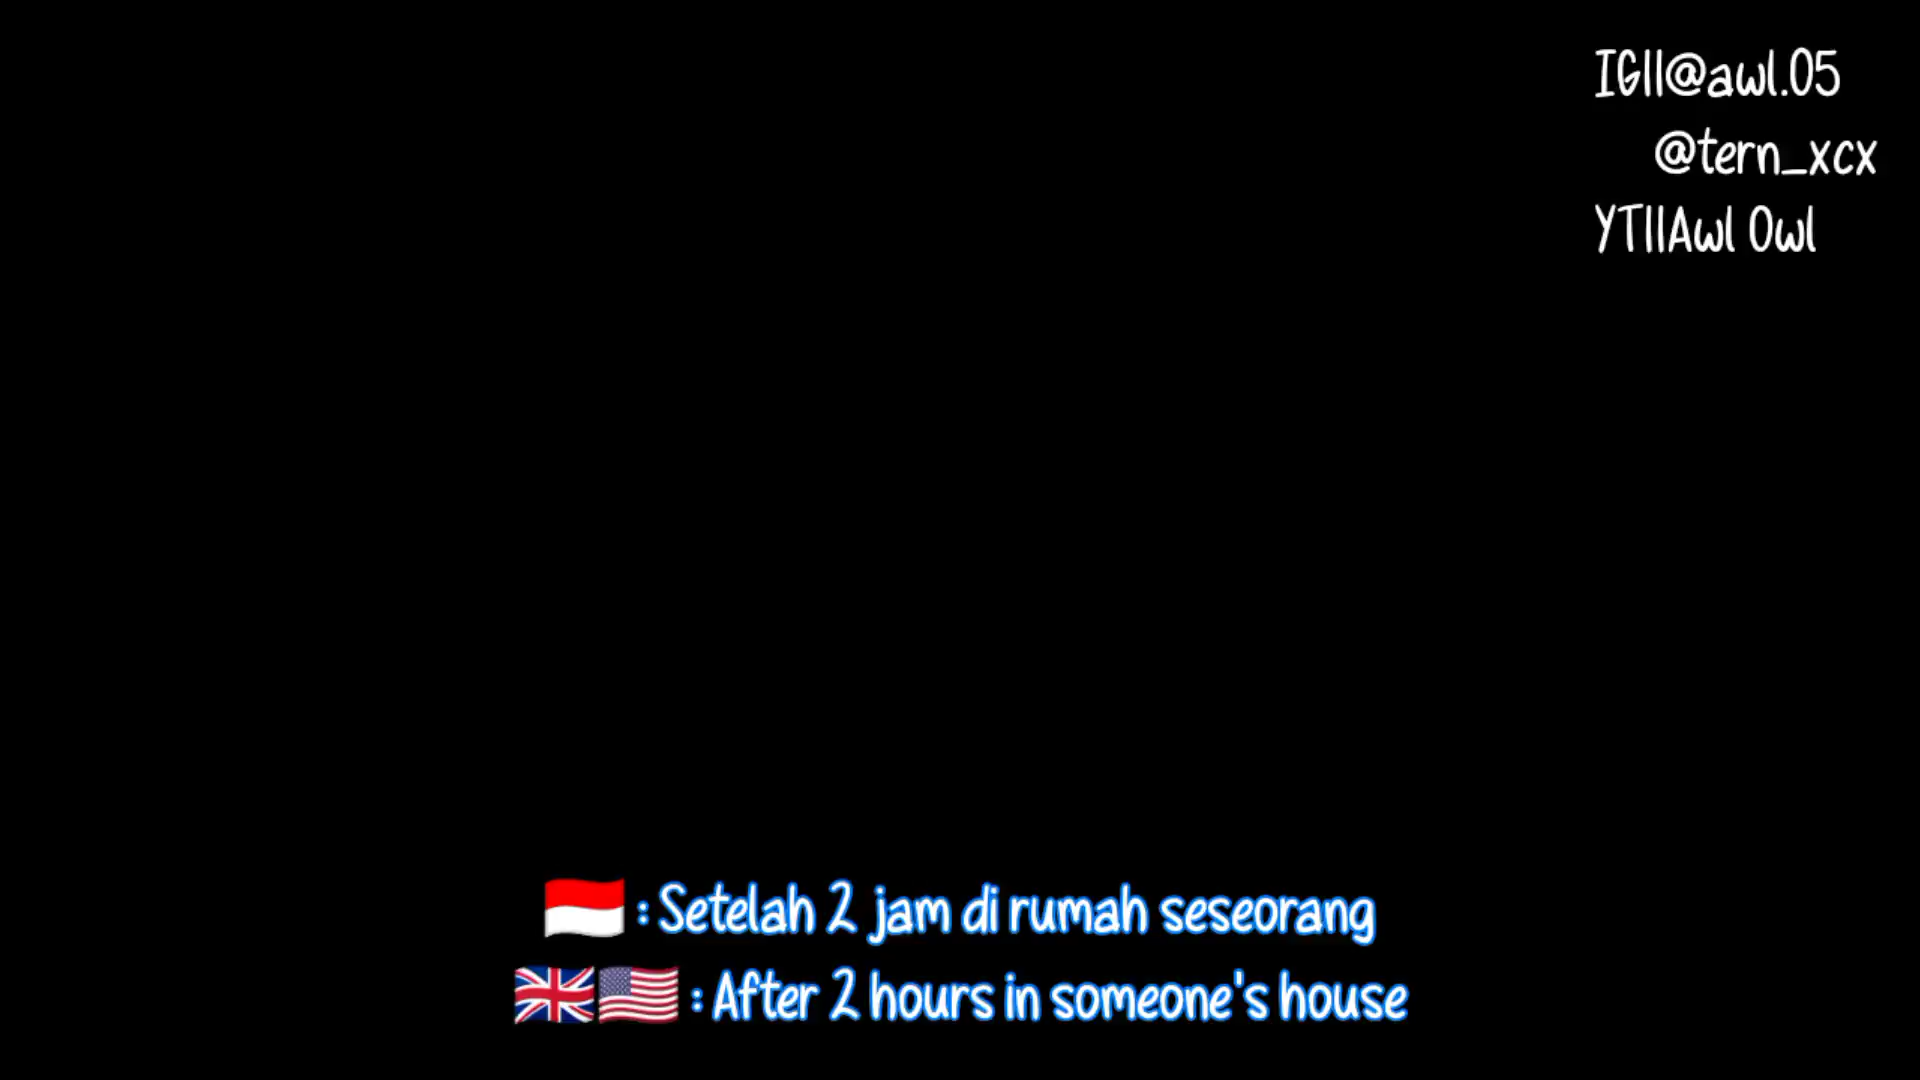 IG||@awl.05
@tern_xcx
YT||Awl Owl
🇮🇩 : Setelah 2 jam di rumah seseorang
🇬🇧🇺🇸 : After 2 hours in someone's house